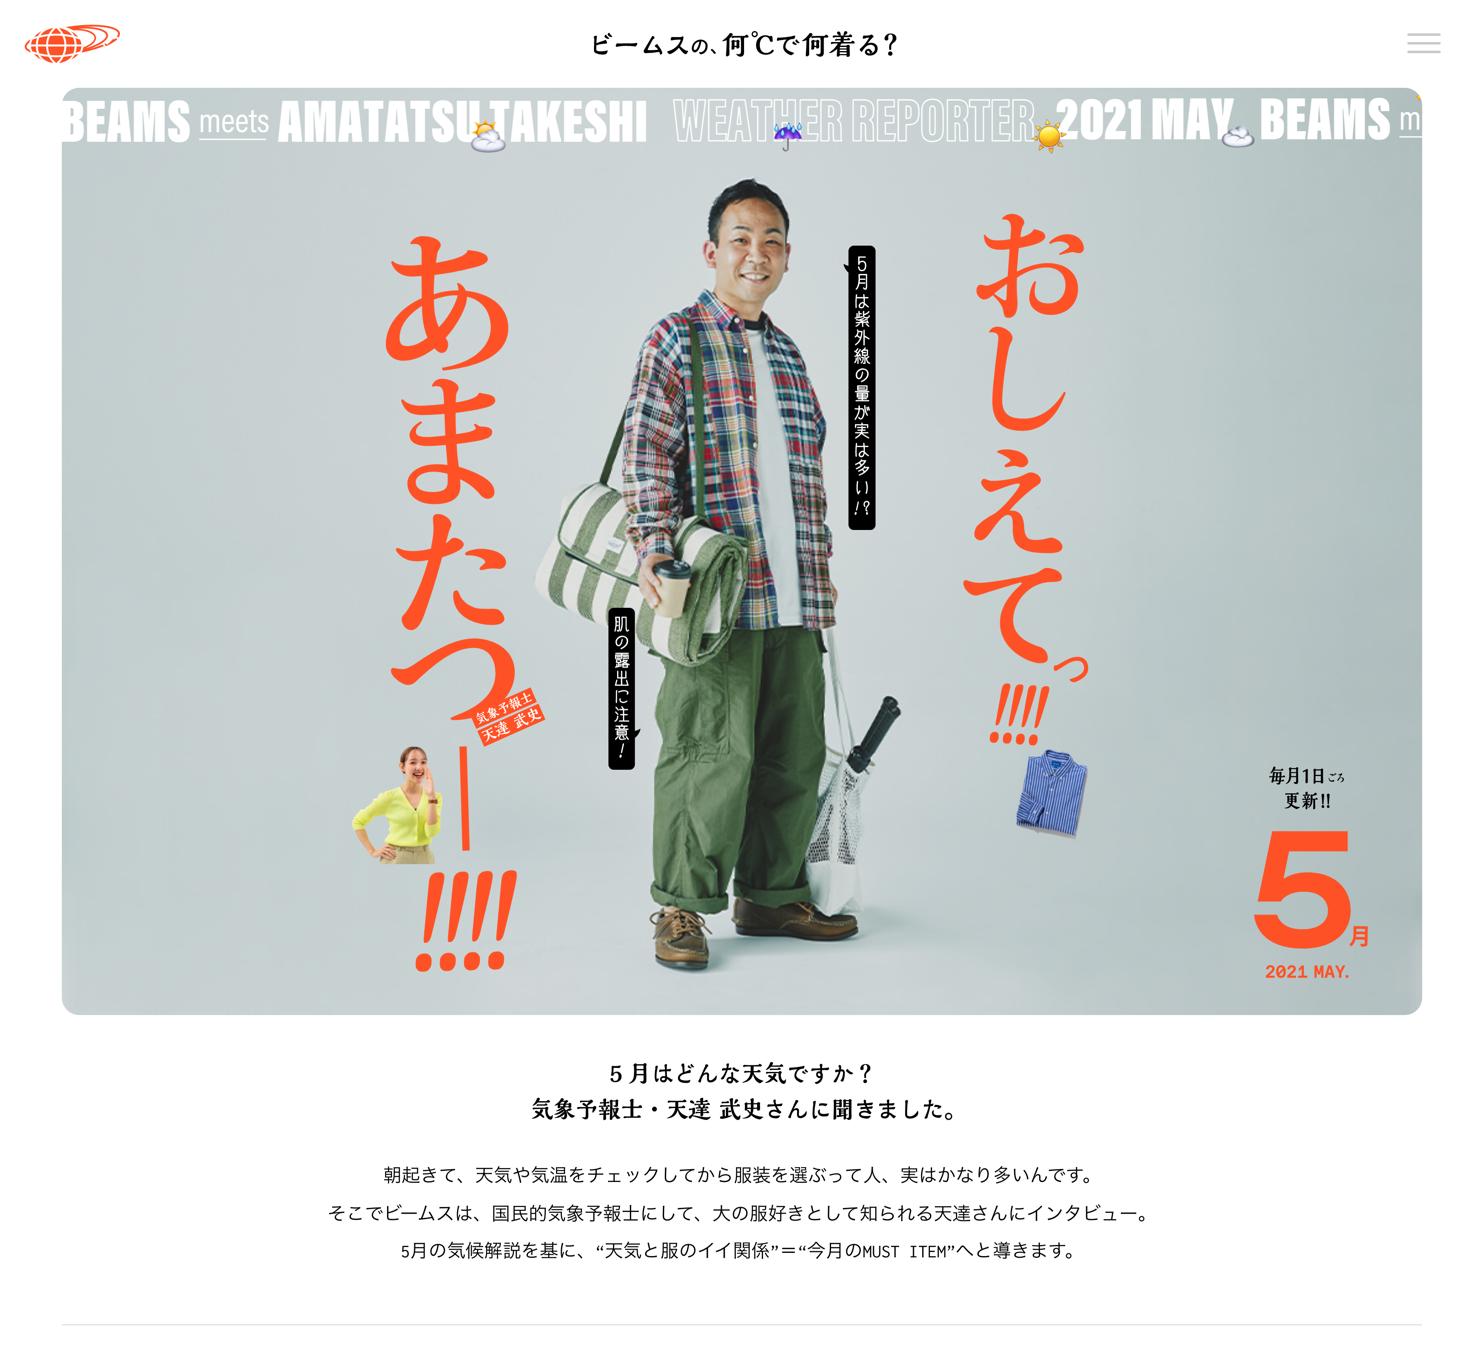 ビームスの、何℃で何着る？
BEAMS meets AMATATSU TAKESHI WEATHER REPORTER 2021 MAY. BEAMS m
おしえてっ!!!!
5月は紫外線の量が実は多い!?
あまたつー!!!!
気象予報士
天達 武史
肌の露出に注意！
毎月1日ごろ
更新!!
5月
2021 MAY.
５月はどんな天気ですか？
気象予報士・天達 武史さんに聞きました。
朝起きて、天気や気温をチェックしてから服装を選ぶって人、実はかなり多いんです。
そこでビームスは、国民的気象予報士にして、大の服好きとして知られる天達さんにインタビュー。
5月の気候解説を基に、“天気と服のイイ関係”＝“今月のMUST ITEM”へと導きます。